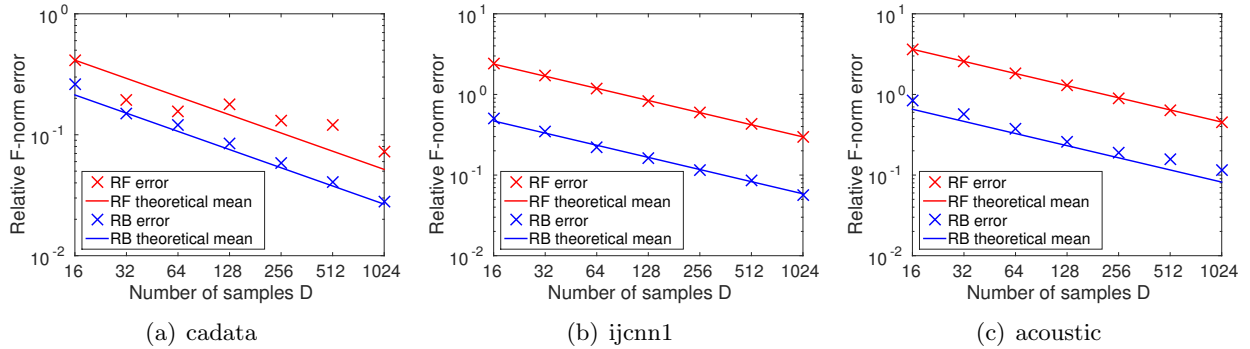 Relative F-norm error
10^0
10^-1
10^-2
RF error
RF theoretical mean
RB error
RB theoretical mean
16 32 64 128 256 512 1024
Number of samples D
(a) cadata
Relative F-norm error
10^1
10^0
10^-1
10^-2
RF error
RF theoretical mean
RB error
RB theoretical mean
16 32 64 128 256 512 1024
Number of samples D
(b) ijcnn1
Relative F-norm error
10^1
10^0
10^-1
10^-2
RF error
RF theoretical mean
RB error
RB theoretical mean
16 32 64 128 256 512 1024
Number of samples D
(c) acoustic